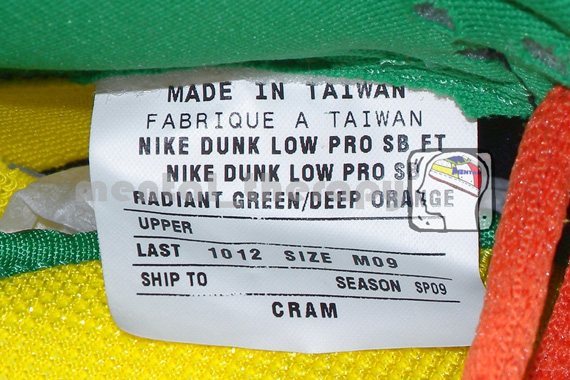 MADE IN TAIWAN
FABRIQUE A TAIWAN
NIKE DUNK LOW PRO SB FT
NIKE DUNK LOW PRO SB
RADIANT GREEN/DEEP ORANGE
UPPER
LAST 1012 SIZE M09
SHIP TO SEASON SP09
CRAM